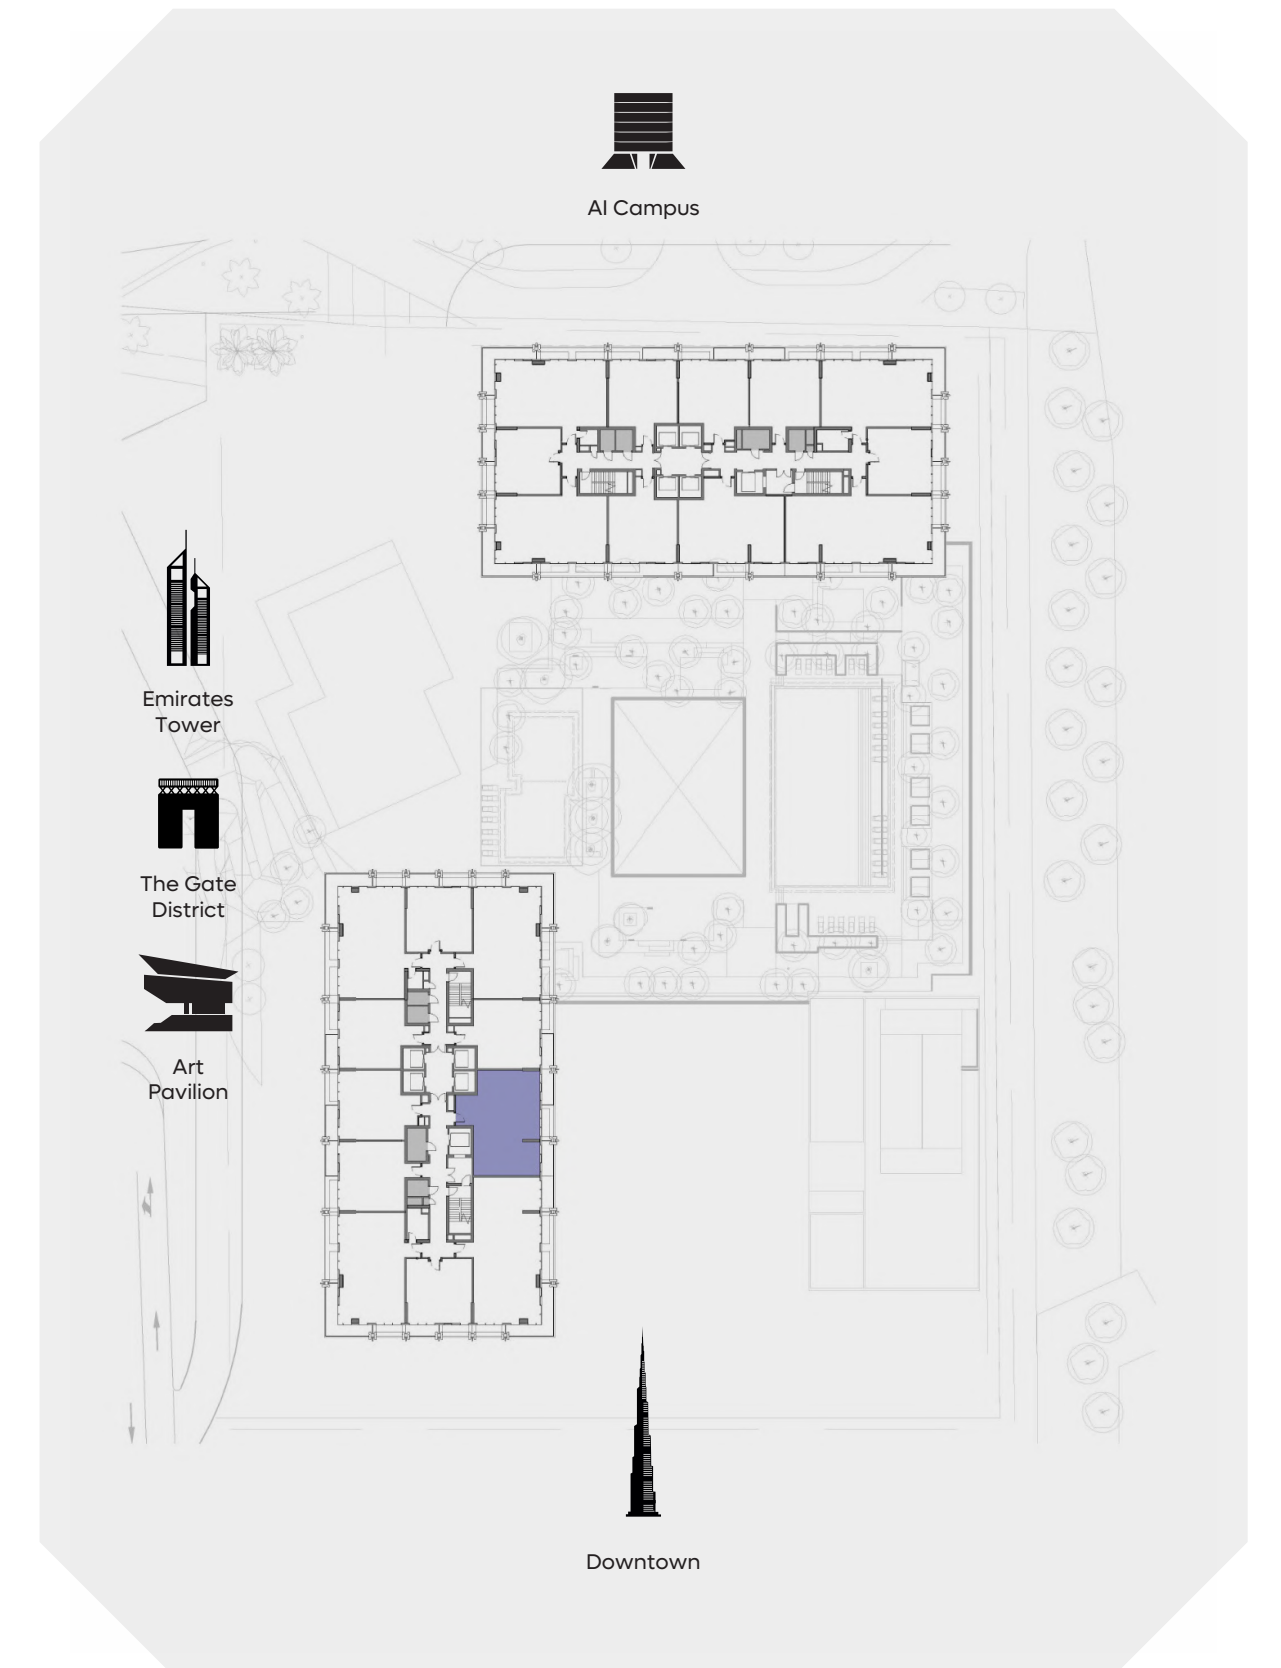 AI Campus
Emirates
Tower
The Gate
District
Art
Pavilion
Downtown